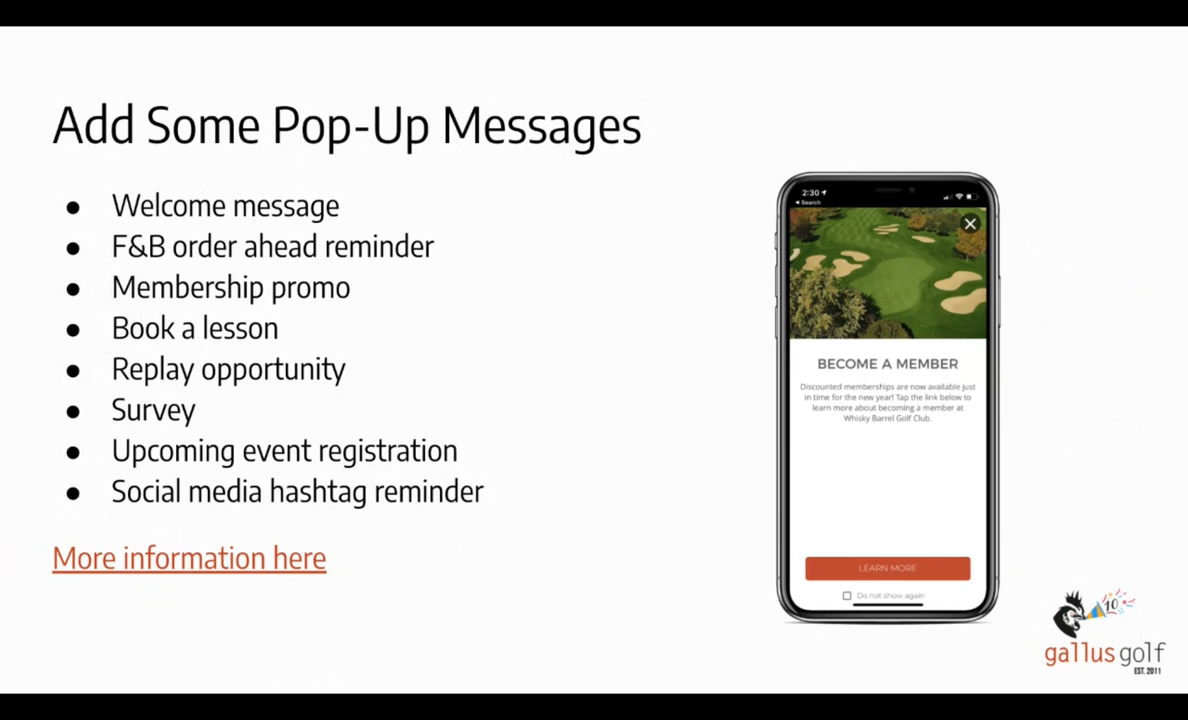 Add Some Pop-Up Messages
● Welcome message
● F&B order ahead reminder
● Membership promo
● Book a lesson
● Replay opportunity
● Survey
● Upcoming event registration
● Social media hashtag reminder
More information here
2:30
◀ Search
BECOME A MEMBER
Discounted memberships are now available just
in time for the new year! Tap the link below to
learn more about becoming a member at
Whisky Barrel Golf Club.
LEARN MORE
Do not show again
10
gallus golf
EST. 2011